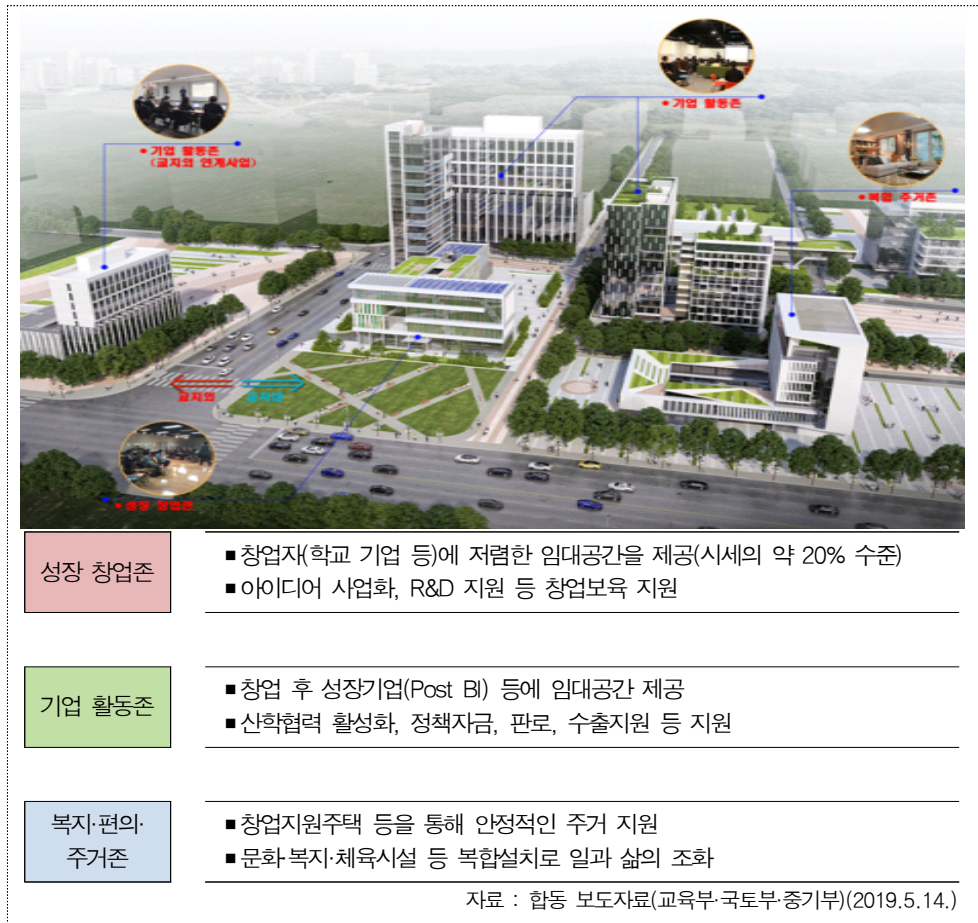 ● 기업 활동존
● 기업 활동존
(교지외 연계사업)
● 복합 주거존
교지외
교지내
● 성장 창업존
성장 창업존
■ 창업자(학교 기업 등)에 저렴한 임대공간을 제공(시세의 약 20% 수준)
■ 아이디어 사업화, R&D 지원 등 창업보육 지원
기업 활동존
■ 창업 후 성장기업(Post BI) 등에 임대공간 제공
■ 산학협력 활성화, 정책자금, 판로, 수출지원 등 지원
복지·편의·
주거존
■ 창업지원주택 등을 통해 안정적인 주거 지원
■ 문화·복지·체육시설 등 복합설치로 일과 삶의 조화
자료 : 합동 보도자료(교육부·국토부·중기부)(2019.5.14.)